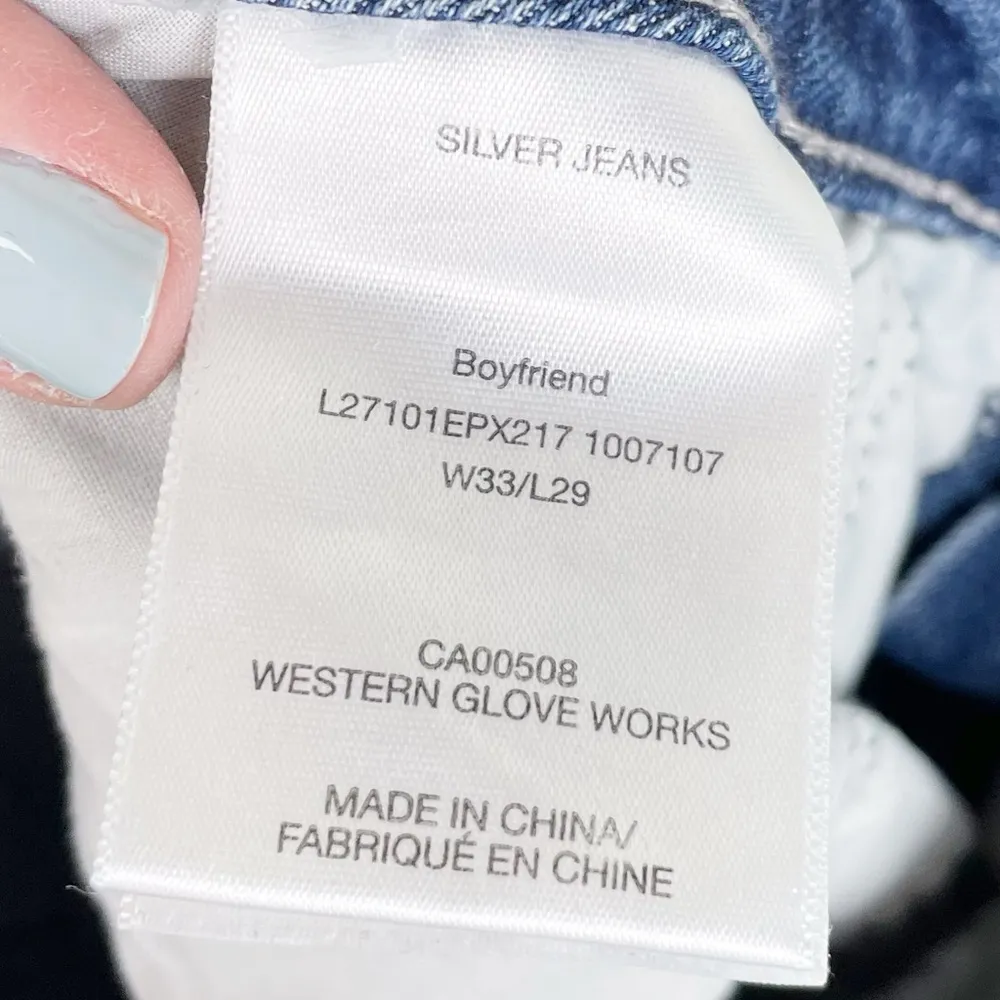 SILVER JEANS
Boyfriend
L27101EPX217 1007107
W33/L29
CA00508
WESTERN GLOVE WORKS
MADE IN CHINA/
FABRIQUÉ EN CHINE